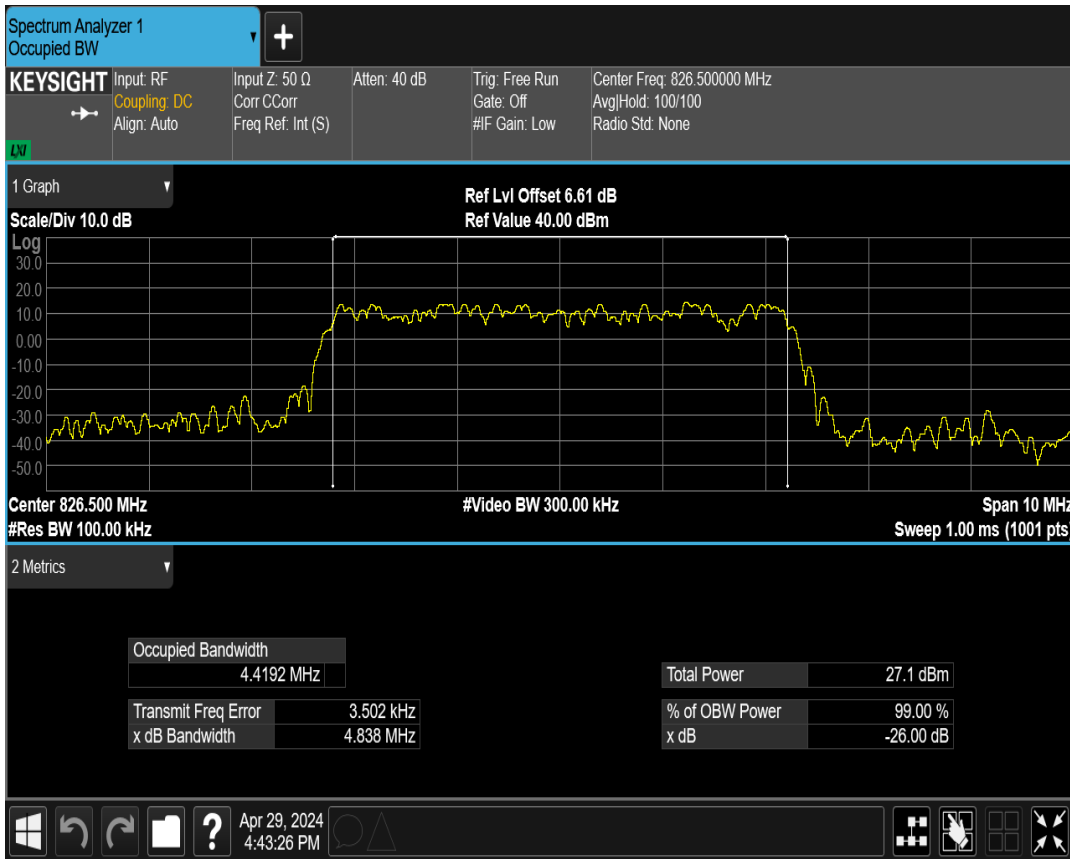 Spectrum Analyzer 1
Occupied BW
+
KEYSIGHT
LXI
Input: RF
Coupling: DC
Align: Auto
Input Z: 50 Ω
Corr CCorr
Freq Ref: Int (S)
Atten: 40 dB
Trig: Free Run
Gate: Off
#IF Gain: Low
Center Freq: 826.500000 MHz
Avg|Hold: 100/100
Radio Std: None
1 Graph
Scale/Div 10.0 dB
Ref Lvl Offset 6.61 dB
Ref Value 40.00 dBm
Log
30.0
20.0
10.0
0.00
-10.0
-20.0
-30.0
-40.0
-50.0
Center 826.500 MHz
#Video BW 300.00 kHz
Span 10 MHz
#Res BW 100.00 kHz
Sweep 1.00 ms (1001 pts)
2 Metrics
Occupied Bandwidth
4.4192 MHz
Total Power 27.1 dBm
Transmit Freq Error 3.502 kHz
% of OBW Power 99.00 %
x dB Bandwidth 4.838 MHz
x dB -26.00 dB
?
Apr 29, 2024
4:43:26 PM